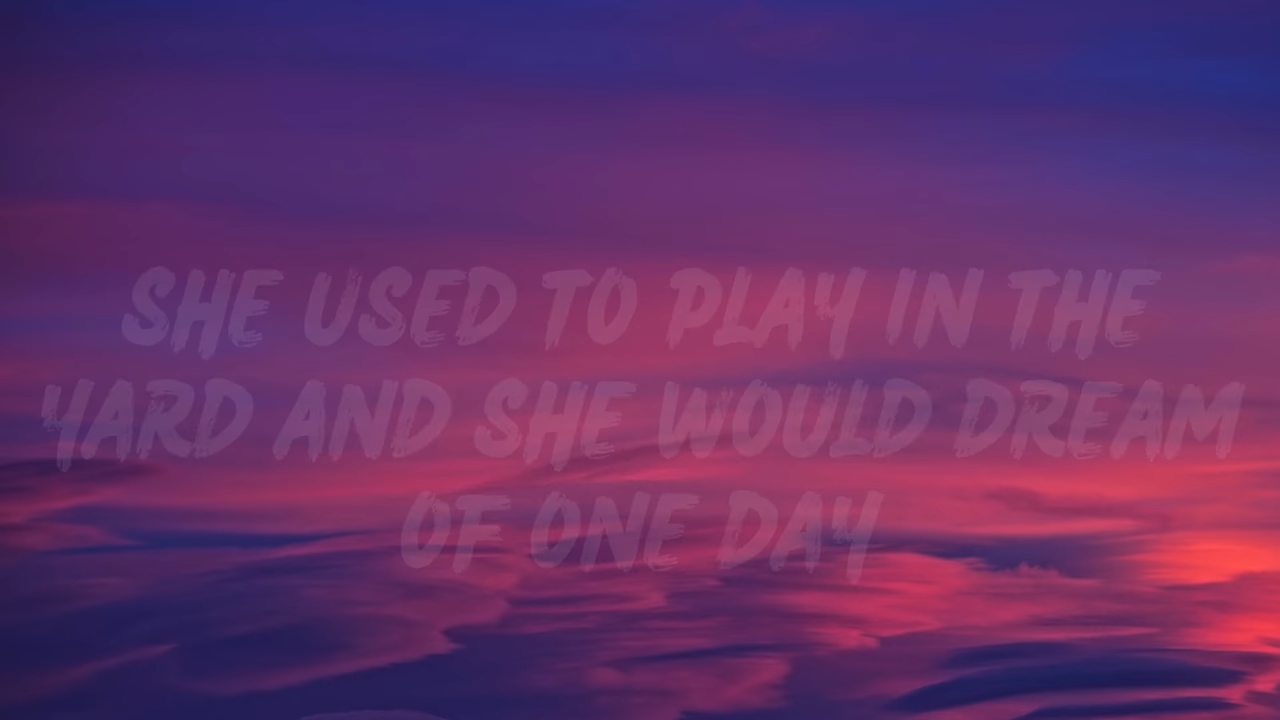 SHE USED TO PLAY IN THE
YARD AND SHE WOULD DREAM
OF ONE DAY